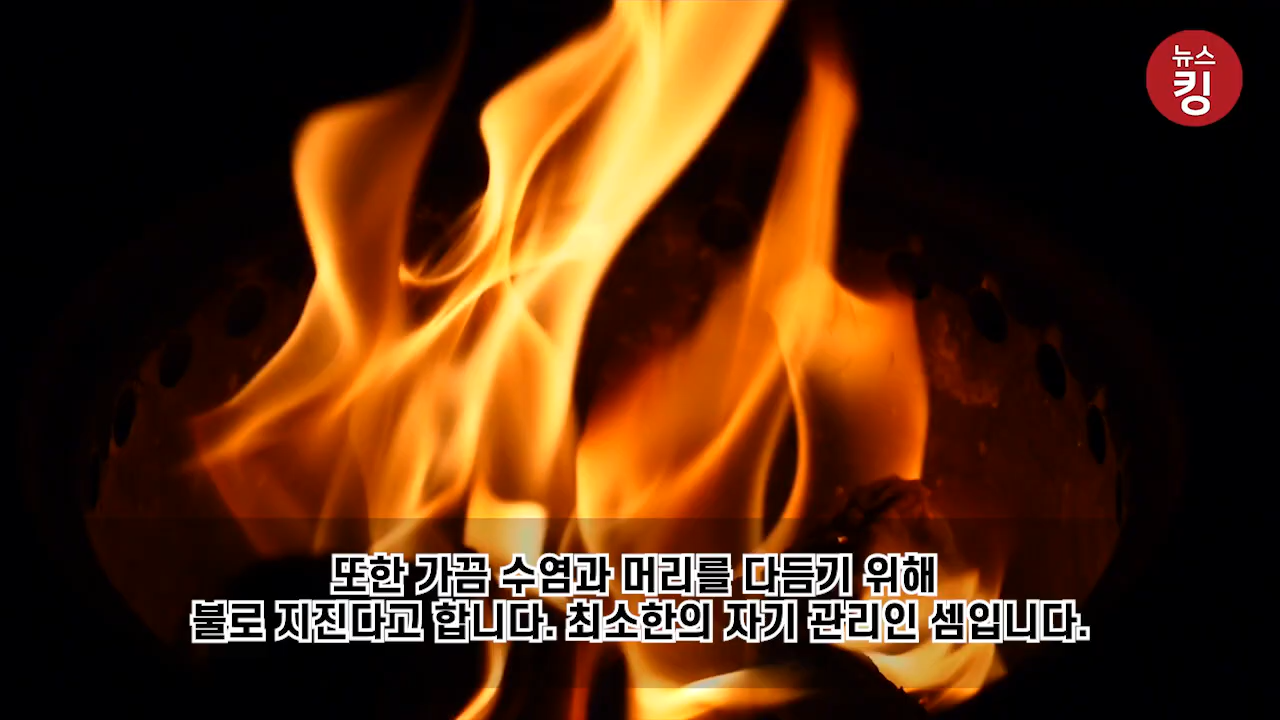 뉴스
킹
또한 가끔 수염과 머리를 다듬기 위해
불로 지진다고 합니다. 최소한의 자기 관리인 셈입니다.